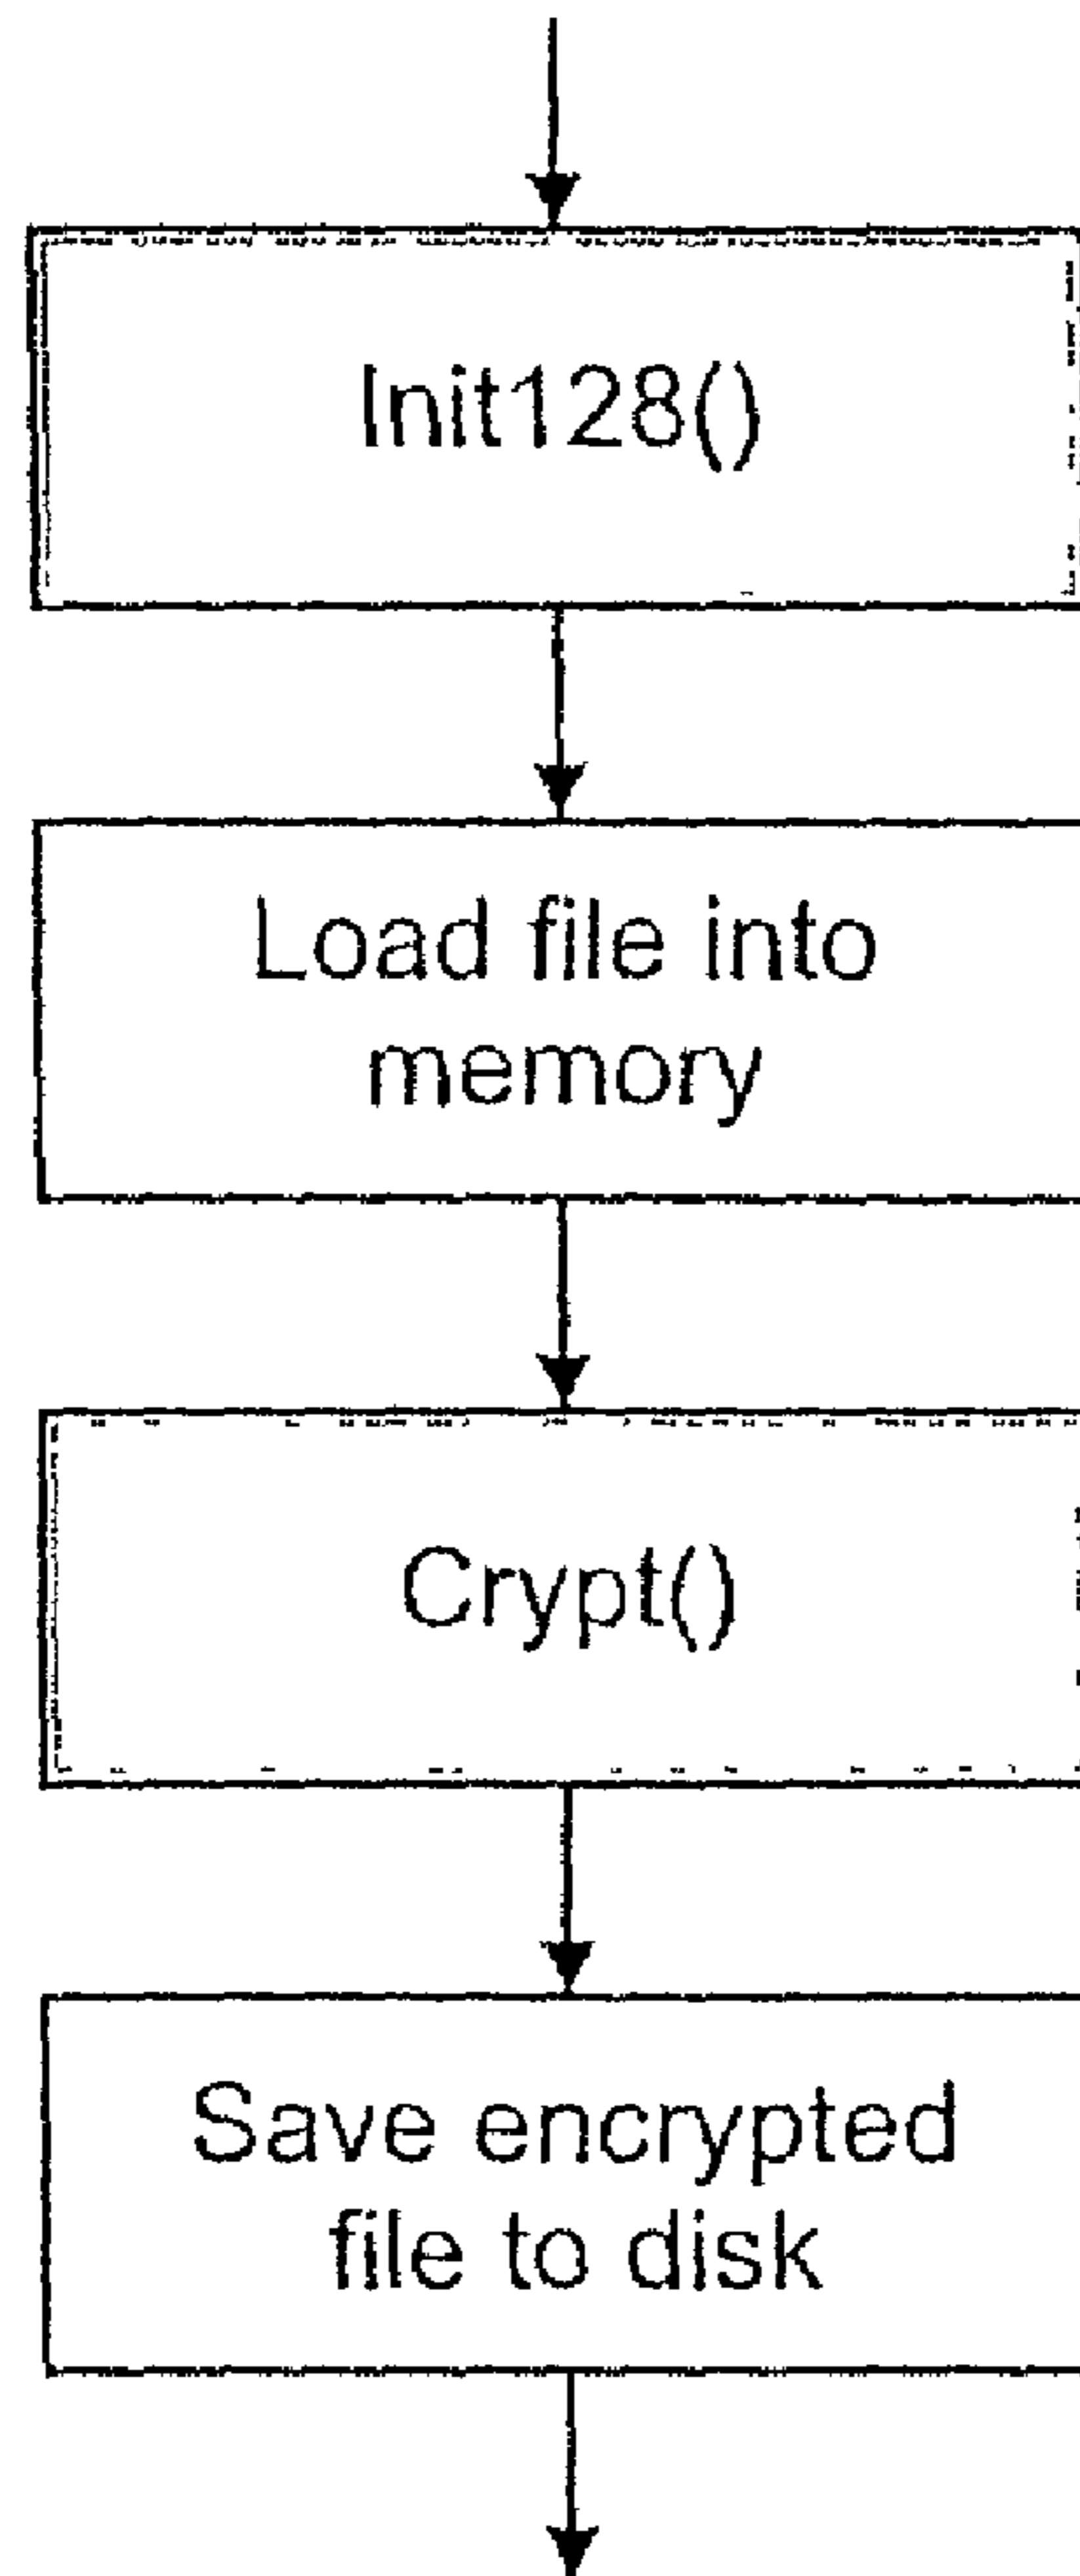 Init128()
Load file into
memory
Crypt()
Save encrypted
file to disk